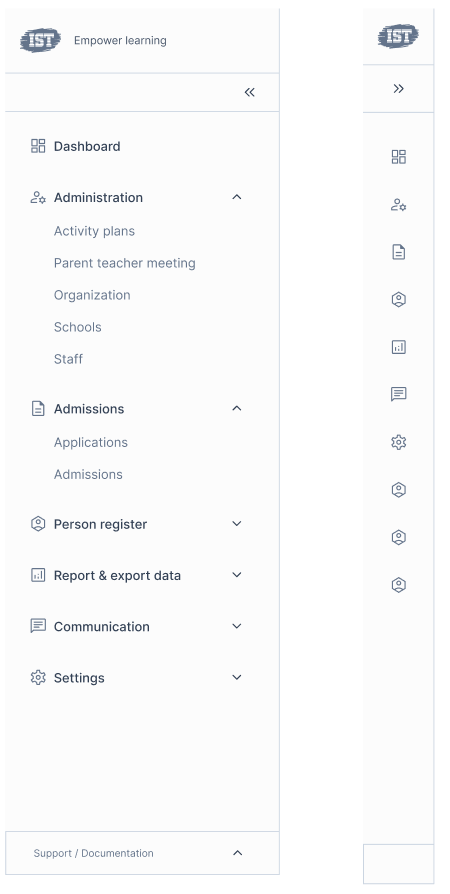 IST
Empower learning
IST
Dashboard
Administration
Activity plans
Parent teacher meeting
Organization
Schools
Staff
Admissions
Applications
Admissions
Person register
Report & export data
Communication
Settings
Support / Documentation